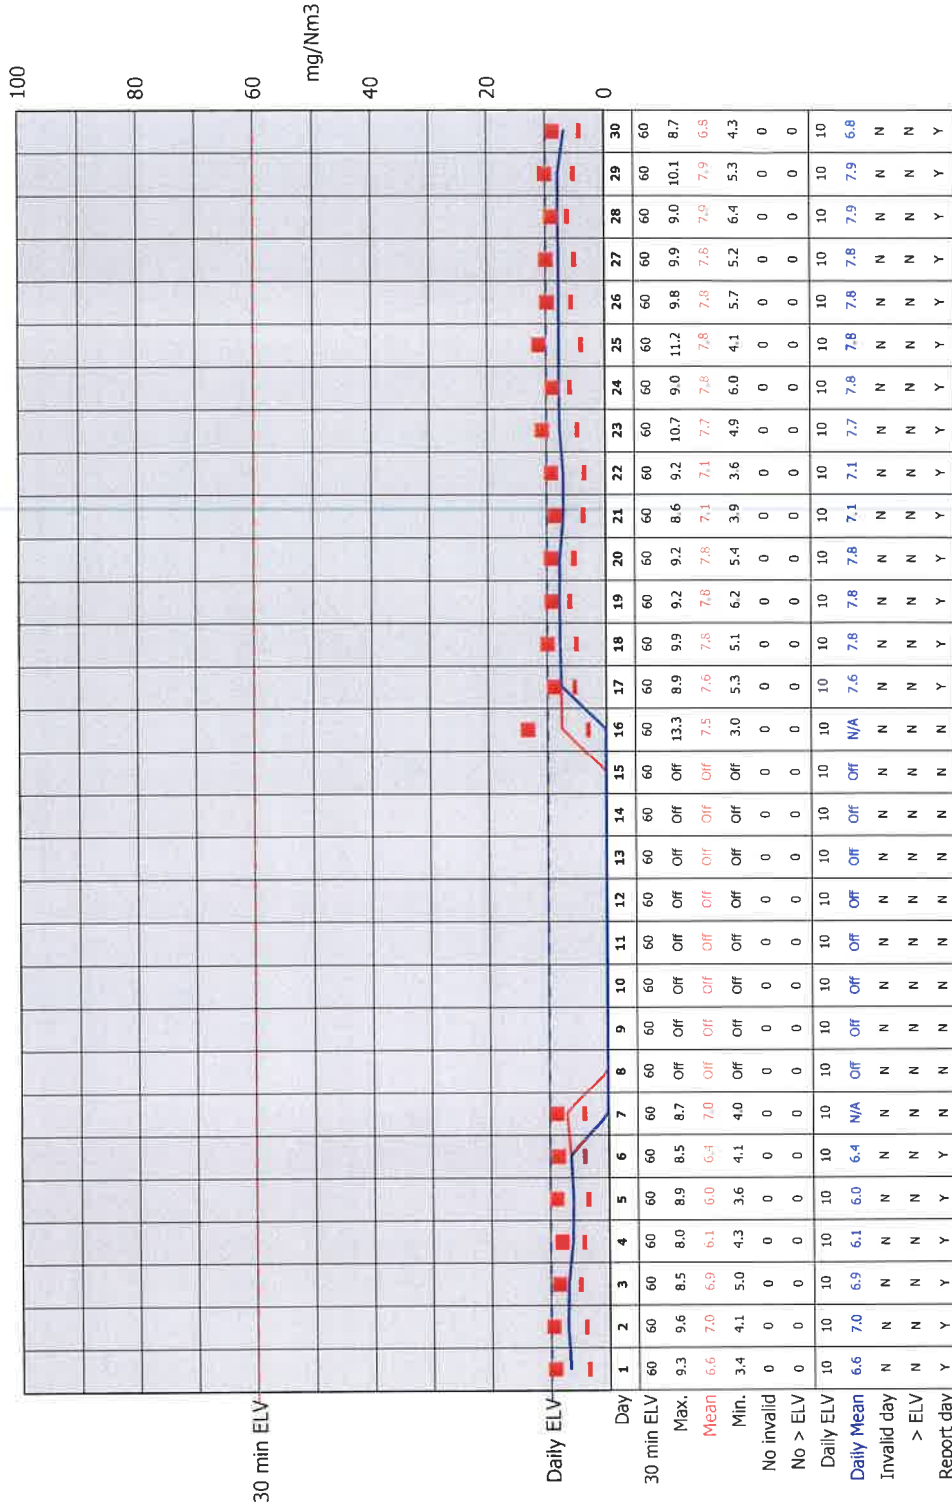 100
80
60
40
20
0
mg/Nm3
30 min ELV
Daily ELV
Day 1 2 3 4 5 6 7 8 9 10 11 12 13 14 15 16 17 18 19 20 21 22 23 24 25 26 27 28 29 30
30 min ELV 60 60 60 60 60 60 60 60 60 60 60 60 60 60 60 60 60 60 60 60 60 60 60 60 60 60 60 60 60 60
Max. 9.3 9.6 8.5 8.0 8.9 8.5 8.7 Off Off Off Off Off Off Off Off 13.3 8.9 9.9 9.2 9.2 8.6 9.2 10.7 9.0 11.2 9.8 9.9 9.0 10.1 8.7
Mean 6.6 7.0 6.9 6.1 6.0 6.4 7.0 Off Off Off Off Off Off Off Off 7.5 7.6 7.8 7.8 7.8 7.1 7.1 7.7 7.8 7.8 7.8 7.8 7.9 7.9 6.8
Min. 3.4 4.1 5.0 4.3 3.6 4.1 4.0 Off Off Off Off Off Off Off Off 3.0 5.3 5.1 6.2 5.4 3.9 3.6 4.9 6.0 4.1 5.7 5.2 6.4 5.3 4.3
No invalid 0 0 0 0 0 0 0 0 0 0 0 0 0 0 0 0 0 0 0 0 0 0 0 0 0 0 0 0 0 0
No > ELV 0 0 0 0 0 0 0 0 0 0 0 0 0 0 0 0 0 0 0 0 0 0 0 0 0 0 0 0 0 0
Daily ELV 10 10 10 10 10 10 10 10 10 10 10 10 10 10 10 10 10 10 10 10 10 10 10 10 10 10 10 10 10 10
Daily Mean 6.6 7.0 6.9 6.1 6.0 6.4 N/A Off Off Off Off Off Off Off Off N/A 7.6 7.8 7.8 7.8 7.1 7.1 7.7 7.8 7.8 7.8 7.8 7.9 7.9 6.8
Invalid day N N N N N N N N N N N N N N N N N N N N N N N N N N N N N N
> ELV N N N N N N N N N N N N N N N N N N N N N N N N N N N N N N
Report day Y Y Y Y Y Y N N N N N N N N N N Y Y Y Y Y Y Y Y Y Y Y Y Y Y